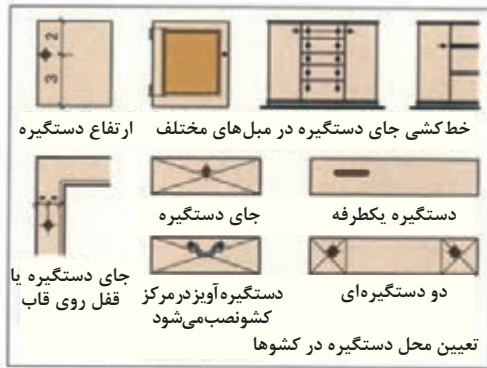 2
3
خط‌کشی جای دستگیره در مبل‌های مختلف
ارتفاع دستگیره
دستگیره یکطرفه
جای دستگیره
جای دستگیره یا
قفل روی قاب
دو دستگیره‌ای
دستگیره‌آویزدرمرکز
کشونصب‌می‌شود
تعیین محل دستگیره در کشوها